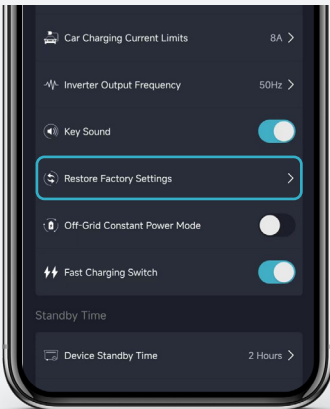 Car Charging Current Limits 8A >
Inverter Output Frequency 50Hz >
Key Sound
Restore Factory Settings >
Off-Grid Constant Power Mode
Fast Charging Switch
Standby Time
Device Standby Time 2 Hours >